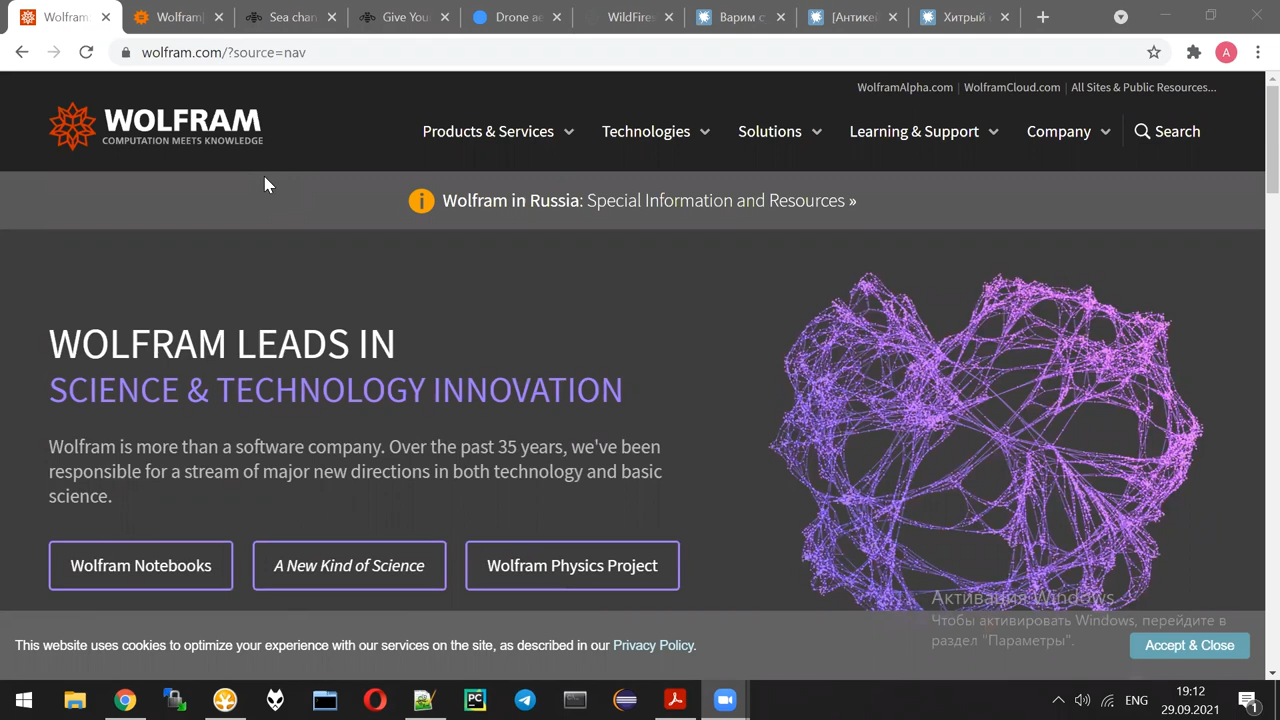 Wolfram:
Wolfram|
Sea chan
Give You
Drone ae
WildFire
Варим с
[Антикей
Хитрый
wolfram.com/?source=nav
A
WolframAlpha.com | WolframCloud.com | All Sites & Public Resources...
WOLFRAM
COMPUTATION MEETS KNOWLEDGE
Products & Services
Technologies
Solutions
Learning & Support
Company
Search
i
Wolfram in Russia: Special Information and Resources »
WOLFRAM LEADS IN
SCIENCE & TECHNOLOGY INNOVATION
Wolfram is more than a software company. Over the past 35 years, we've been
responsible for a stream of major new directions in both technology and basic
science.
Wolfram Notebooks
A New Kind of Science
Wolfram Physics Project
Активация Windows
Чтобы активировать Windows, перейдите в
раздел "Параметры".
This website uses cookies to optimize your experience with our services on the site, as described in our Privacy Policy.
Accept & Close
PC
ENG
19:12
29.09.2021
1